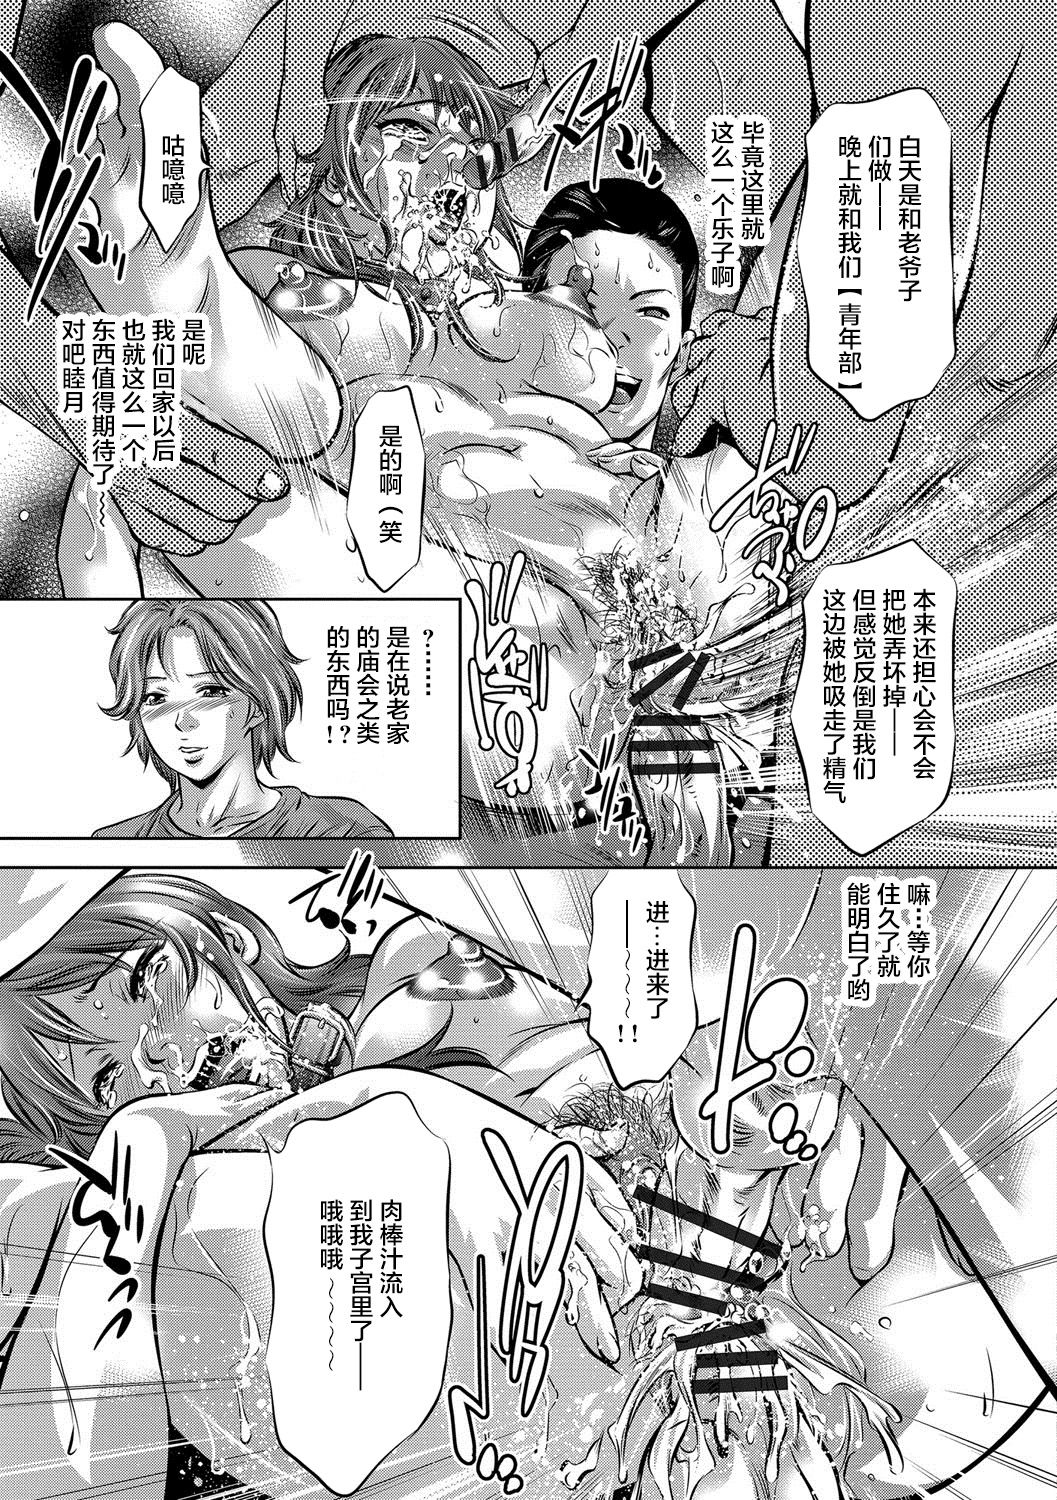 白天是和老爷子
们做——
晚上就和我们【青年部】
毕竟这里就
这么一个乐子啊
咕噫噫
是呢
我们回家以后
也就这么一个
东西值得期待了～
对吧睦月
是的啊（笑
本来还担心会不会
把她弄坏掉——
但感觉反倒是我们
这边被她吸走了精气
？……
是在说老家
的庙会之类
的东西吗!?
嘛…等你
住久了就
能明白了哟
进…进来了
——～～～～!!
肉棒汁流入
到我子宫里了——
哦哦哦～～～～